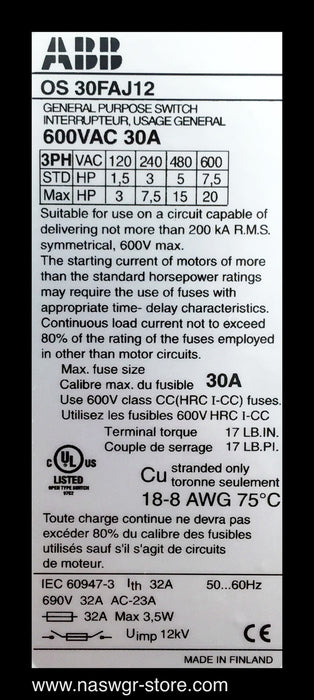 ABB
OS 30FAJ12
GENERAL PURPOSE SWITCH
INTERRUPTEUR, USAGE GENERAL
600VAC 30A
3PH VAC 120 240 480 600
STD HP 1,5 3 5 7,5
Max HP 3 7,5 15 20
Suitable for use on a circuit capable of
delivering not more than 200 kA R.M.S.
symmetrical, 600V max.
The starting current of motors of more
than the standard horsepower ratings
may require the use of fuses with
appropriate time- delay characteristics.
Continuous load current not to exceed
80% of the rating of the fuses employed
in other than motor circuits.
Max. fuse size
Calibre max. du fusible 30A
Use 600V class CC(HRC I-CC) fuses.
Utilisez les fusibles 600V HRC I-CC
Terminal torque 17 LB.IN.
Couple de serrage 17 LB.PI.
C UL US
LISTED
OPEN TYPE SWITCH
Cu stranded only
toronne seulement
18-8 AWG 75°C
Toute charge continue ne devra pas
excéder 80% du calibre des fusibles
utilisés sauf s'il s'agit de circuits
de moteur.
IEC 60947-3 Ith 32A 50...60Hz
690V 32A AC-23A
32A Max 3,5W
Uimp 12kV CE
MADE IN FINLAND
www.naswgr-store.com